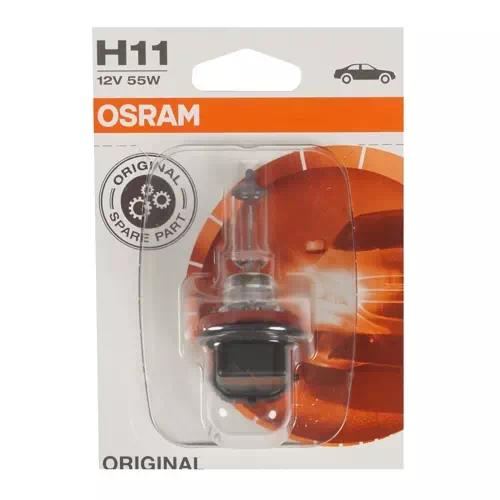 H11
12V 55W
OSRAM
ORIGINAL
SPARE PART
ORIGINAL